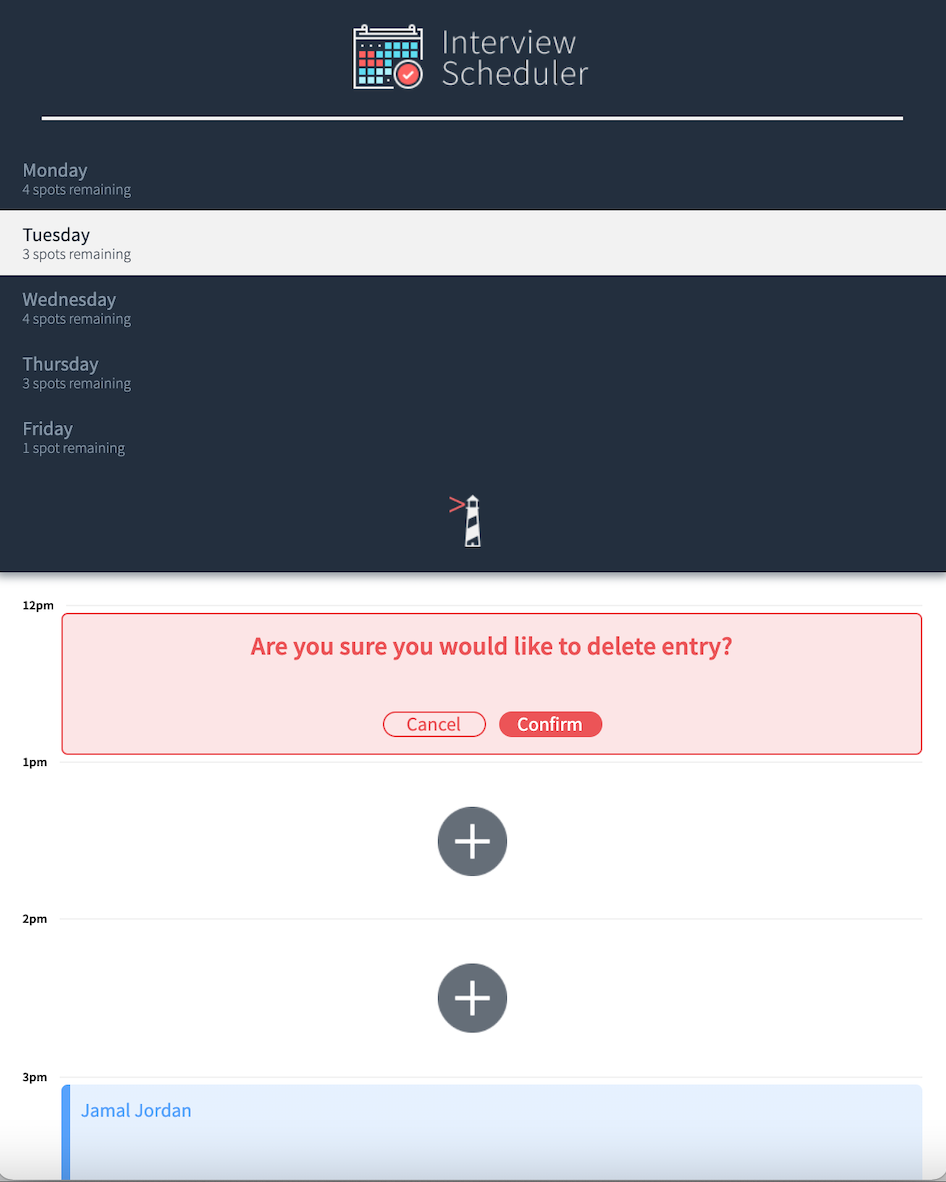 Interview
Scheduler
Monday
4 spots remaining
Tuesday
3 spots remaining
Wednesday
4 spots remaining
Thursday
3 spots remaining
Friday
1 spot remaining
12pm
Are you sure you would like to delete entry?
Cancel Confirm
1pm
2pm
3pm
Jamal Jordan